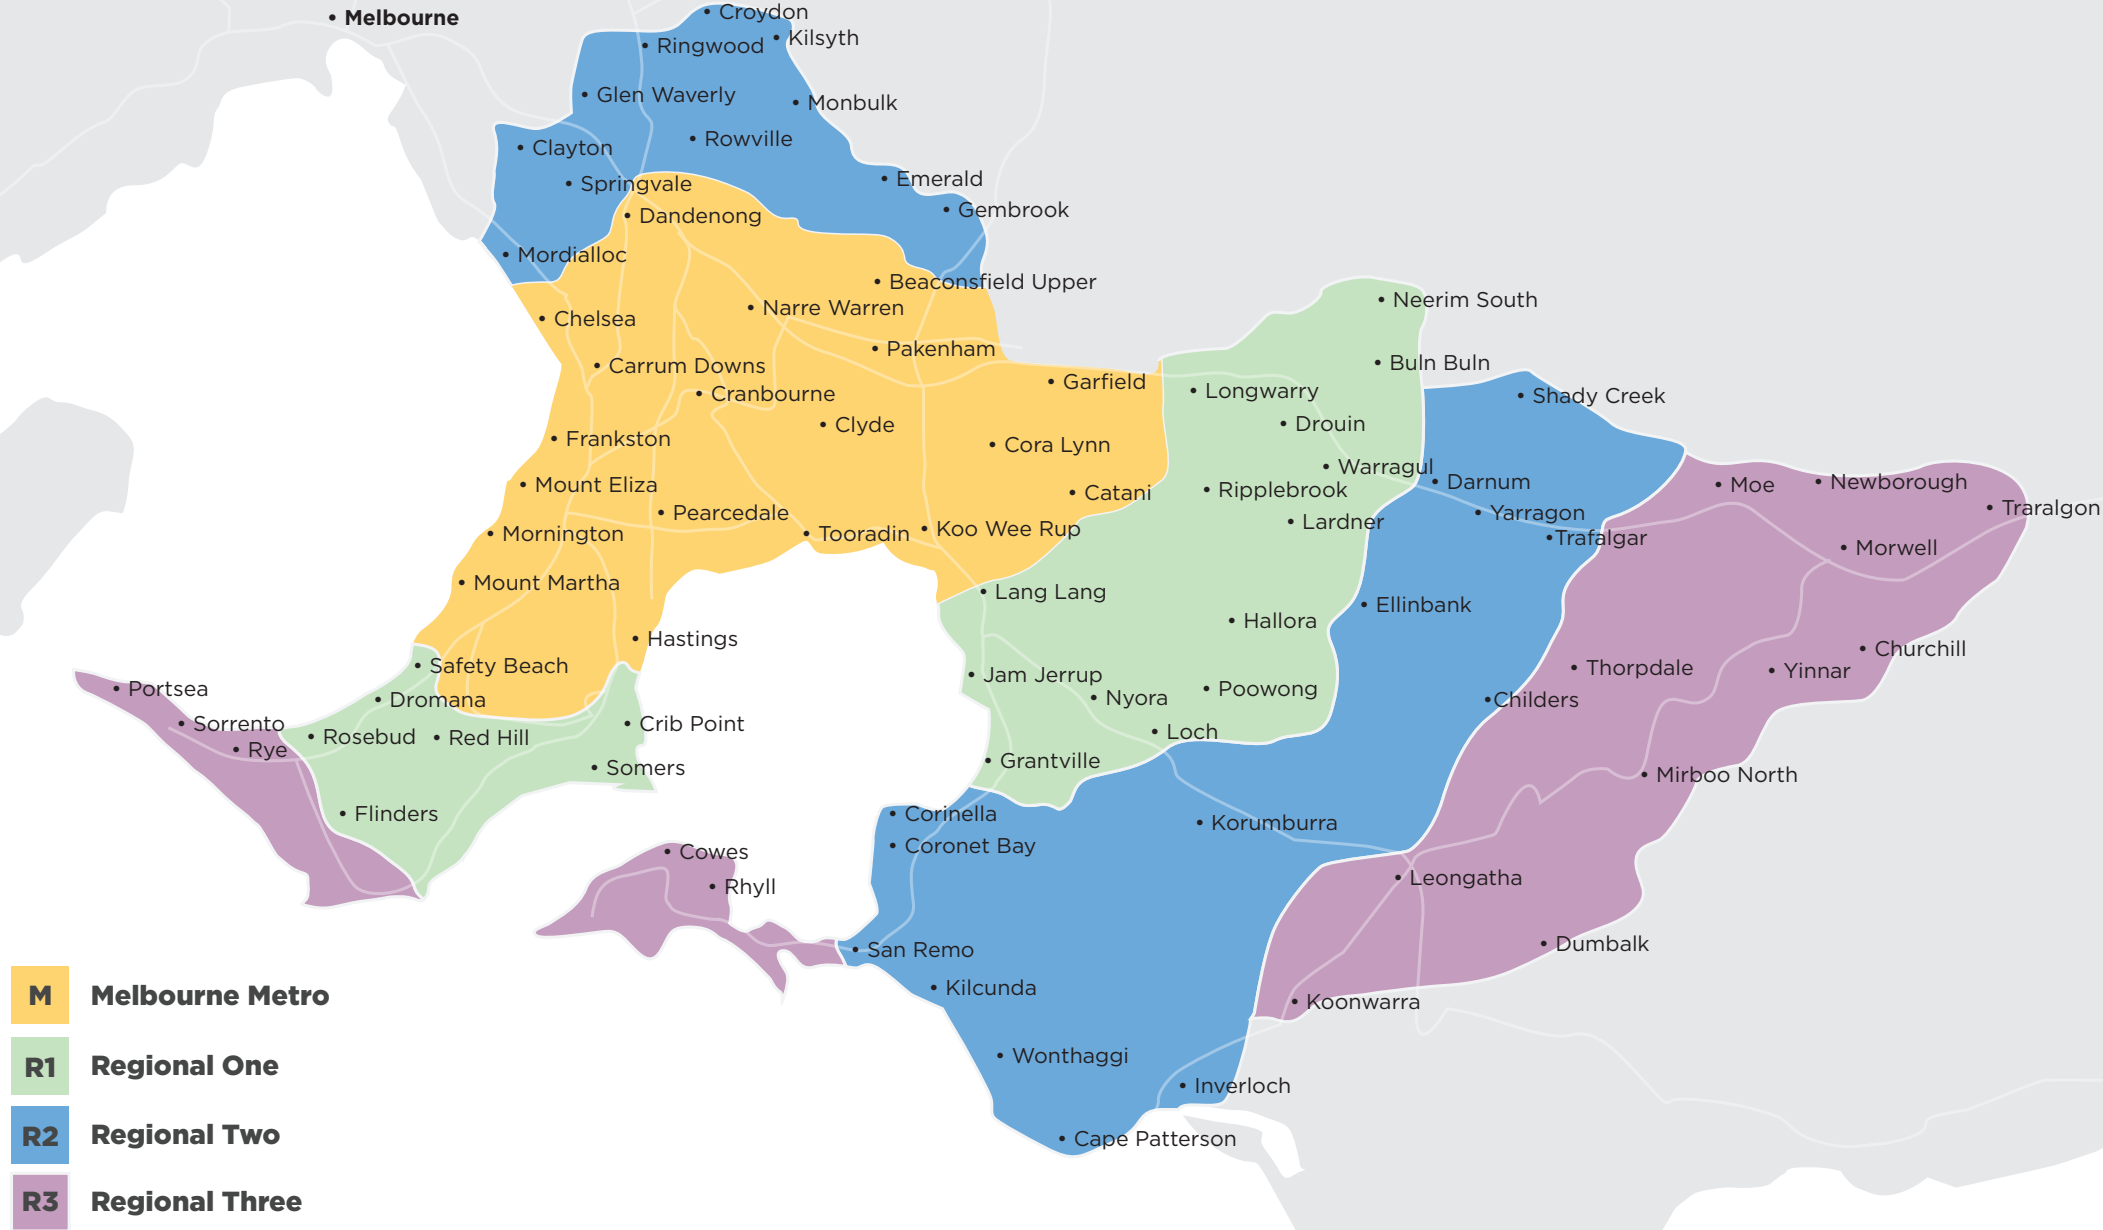 Melbourne
Croydon
Kilsyth
Ringwood
Glen Waverly
Monbulk
Rowville
Clayton
Springvale
Emerald
Gembrook
Dandenong
Mordialloc
Beaconsfield Upper
Narre Warren
Chelsea
Pakenham
Carrum Downs
Cranbourne
Garfield
Clyde
Frankston
Cora Lynn
Mount Eliza
Catani
Pearcedale
Mornington
Tooradin
Koo Wee Rup
Mount Martha
Hastings
Neerim South
Buln Buln
Longwarry
Shady Creek
Drouin
Warragul
Darnum
Ripplebrook
Lardner
Yarragon
Trafalgar
Moe
Newborough
Traralgon
Morwell
Lang Lang
Ellinbank
Hallora
Churchill
Thorpdale
Yinnar
Jam Jerrup
Nyora
Poowong
Childers
Loch
Grantville
Mirboo North
Safety Beach
Portsea
Dromana
Sorrento
Rosebud
Red Hill
Crib Point
Rye
Somers
Flinders
Corinella
Korumburra
Coronet Bay
Cowes
Rhyll
Leongatha
San Remo
Dumbalk
Kilcunda
Koonwarra
Wonthaggi
Inverloch
Cape Patterson
M Melbourne Metro
R1 Regional One
R2 Regional Two
R3 Regional Three